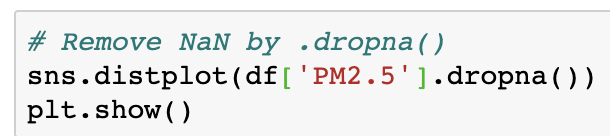 # Remove NaN by .dropna()
sns.distplot(df['PM2.5'].dropna())
plt.show()